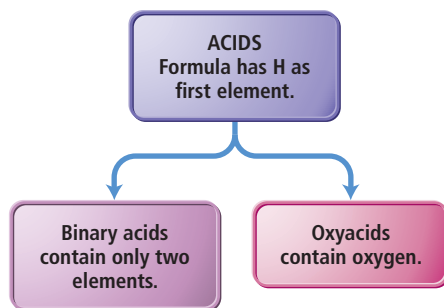 ACIDS
Formula has H as
first element.
Binary acids
contain only two
elements.
Oxyacids
contain oxygen.